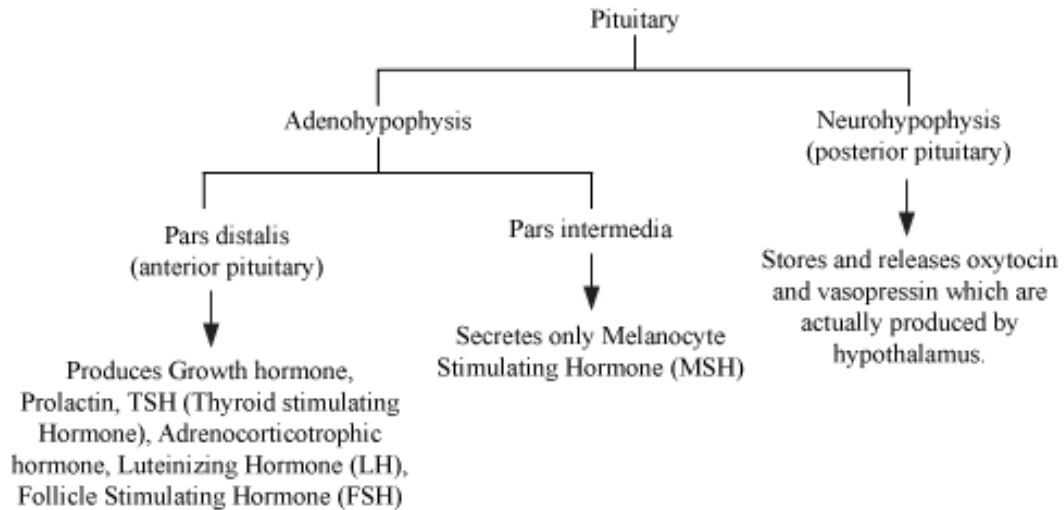 Pituitary
Adenohypophysis
Neurohypophysis
(posterior pituitary)
Pars distalis
(anterior pituitary)
Pars intermedia
Stores and releases oxytocin
and vasopressin which are
actually produced by
hypothalamus.
Secretes only Melanocyte
Stimulating Hormone (MSH)
Produces Growth hormone,
Prolactin, TSH (Thyroid stimulating
Hormone), Adrenocorticotrophic
hormone, Luteinizing Hormone (LH),
Follicle Stimulating Hormone (FSH)